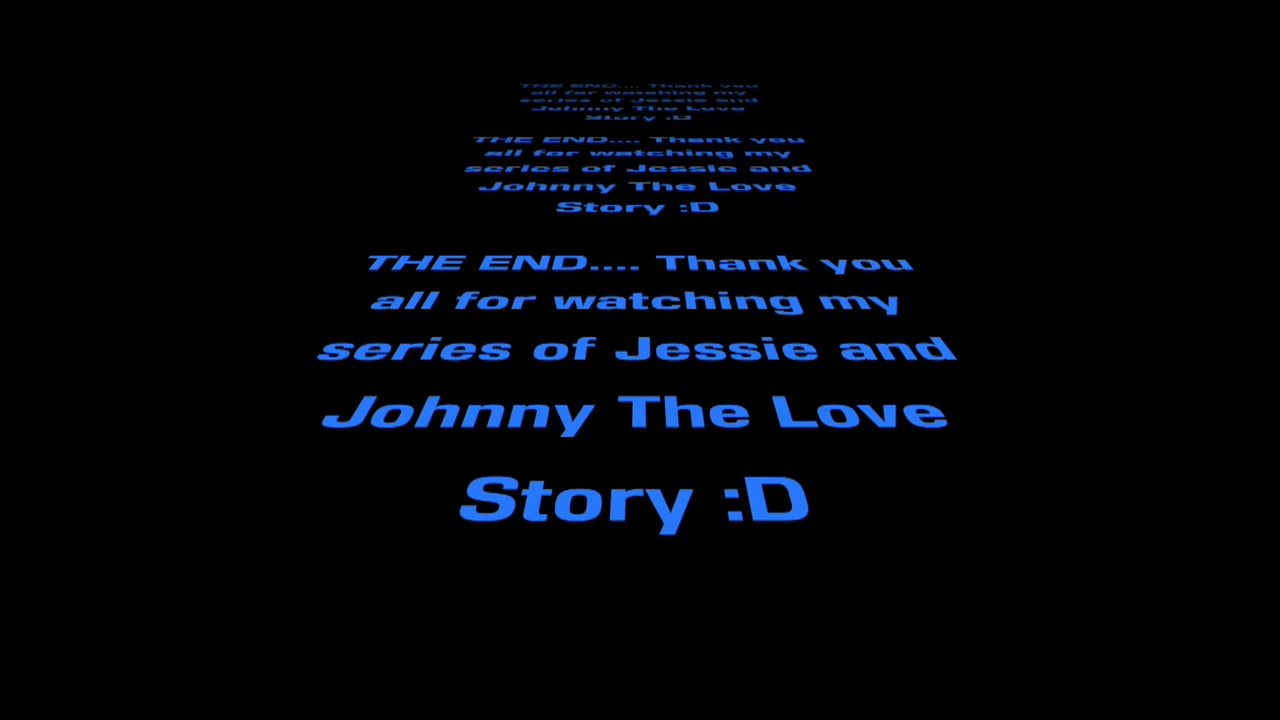 THE END.... Thank you
all for watching my
series of Jessie and
Johnny The Love
Story :D
THE END.... Thank you
all for watching my
series of Jessie and
Johnny The Love
Story :D
THE END.... Thank you
all for watching my
series of Jessie and
Johnny The Love
Story :D